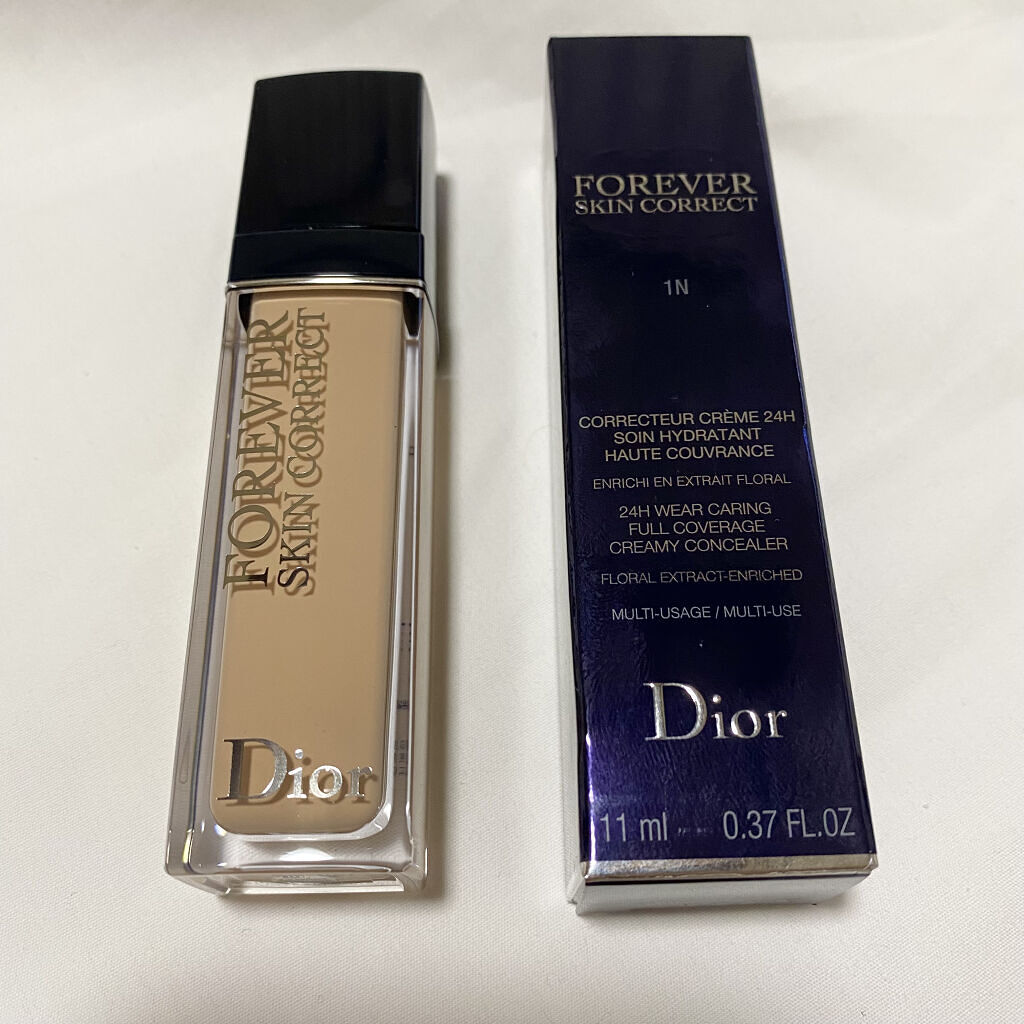 FOREVER
SKIN CORRECT
Dior
FOREVER
SKIN CORRECT
1N
CORRECTEUR CRÈME 24H
SOIN HYDRATANT
HAUTE COUVRANCE
ENRICHI EN EXTRAIT FLORAL
24H WEAR CARING
FULL COVERAGE
CREAMY CONCEALER
FLORAL EXTRACT-ENRICHED
MULTI-USAGE / MULTI-USE
Dior
11 ml 0.37 FL.OZ